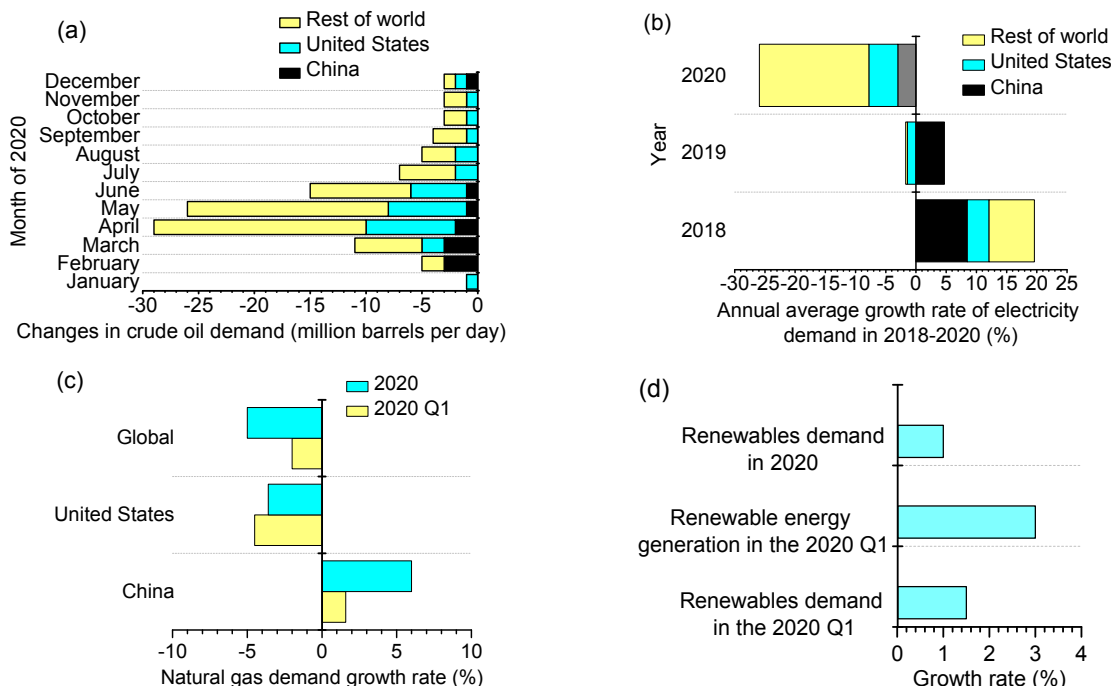 (a)
Rest of world
United States
China
December
November
October
September
August
July
June
May
April
March
February
January
Month of 2020
-30 -25 -20 -15 -10 -5 0
Changes in crude oil demand (million barrels per day)
(b)
Rest of world
United States
China
2020
2019
2018
Year
-30 -25 -20 -15 -10 -5 0 5 10 15 20 25
Annual average growth rate of electricity
demand in 2018-2020 (%)
(c)
2020
2020 Q1
Global
United States
China
-10 -5 0 5 10
Natural gas demand growth rate (%)
(d)
Renewables demand
in 2020
Renewable energy
generation in the 2020 Q1
Renewables demand
in the 2020 Q1
0 1 2 3 4
Growth rate (%)